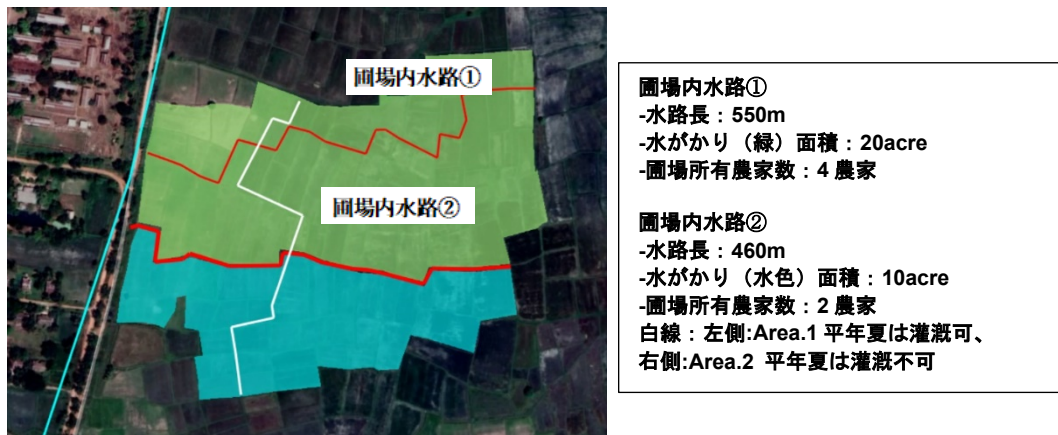 圃場内水路①
圃場内水路②
圃場内水路①
-水路長：550m
-水がかり（緑）面積：20acre
-圃場所有農家数：4 農家
圃場内水路②
-水路長：460m
-水がかり（水色）面積：10acre
-圃場所有農家数：2 農家
白線：左側:Area.1 平年夏は灌漑可、
右側:Area.2 平年夏は灌漑不可